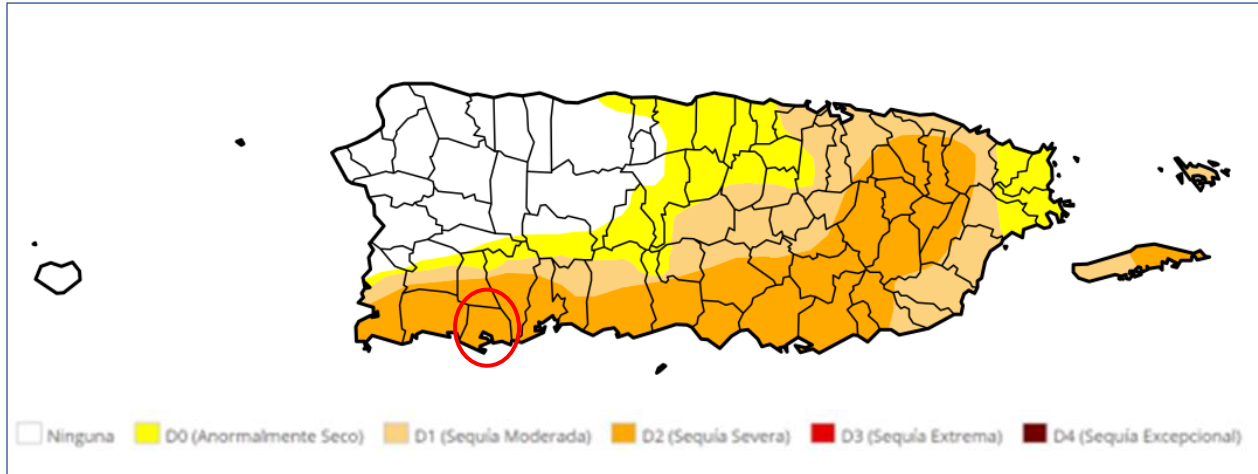 Ninguna D0 (Anormalmente Seco) D1 (Sequía Moderada) D2 (Sequía Severa) D3 (Sequía Extrema) D4 (Sequía Excepcional)